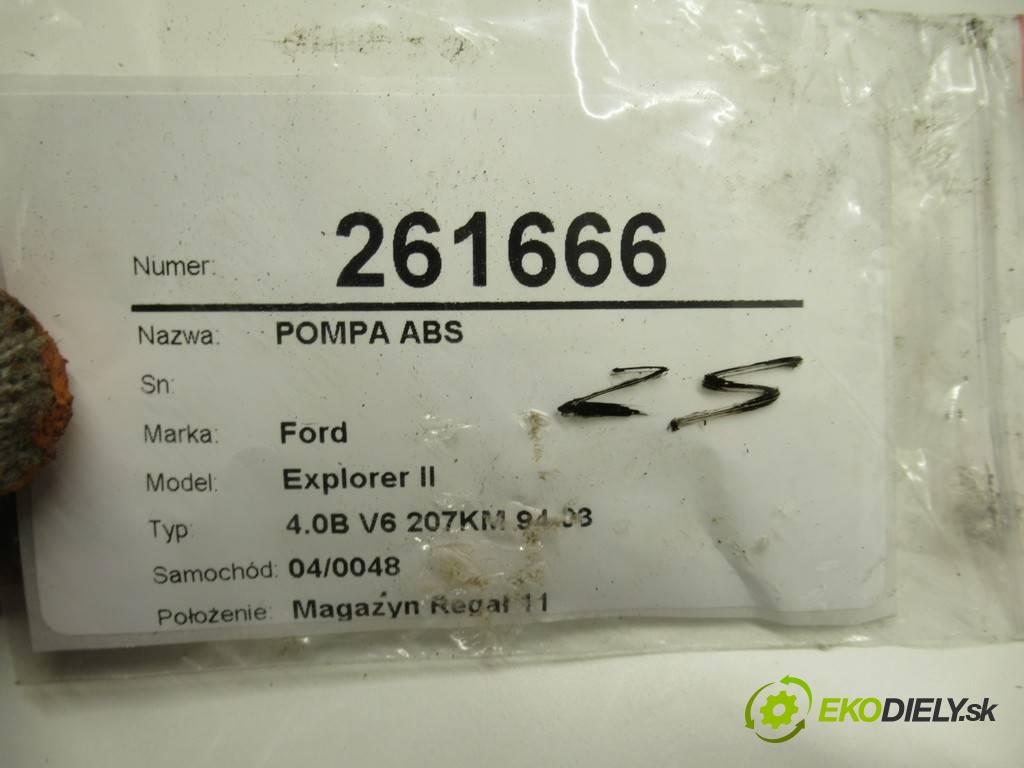 Numer: 261666
Nazwa: POMPA ABS
Sn:
ZS
Marka: Ford
Model: Explorer II
Typ: 4.0B V6 207KM 94-03
Samochód: 04/0048
Położenie: Magazyn Regał 11
EKODIELY.sk